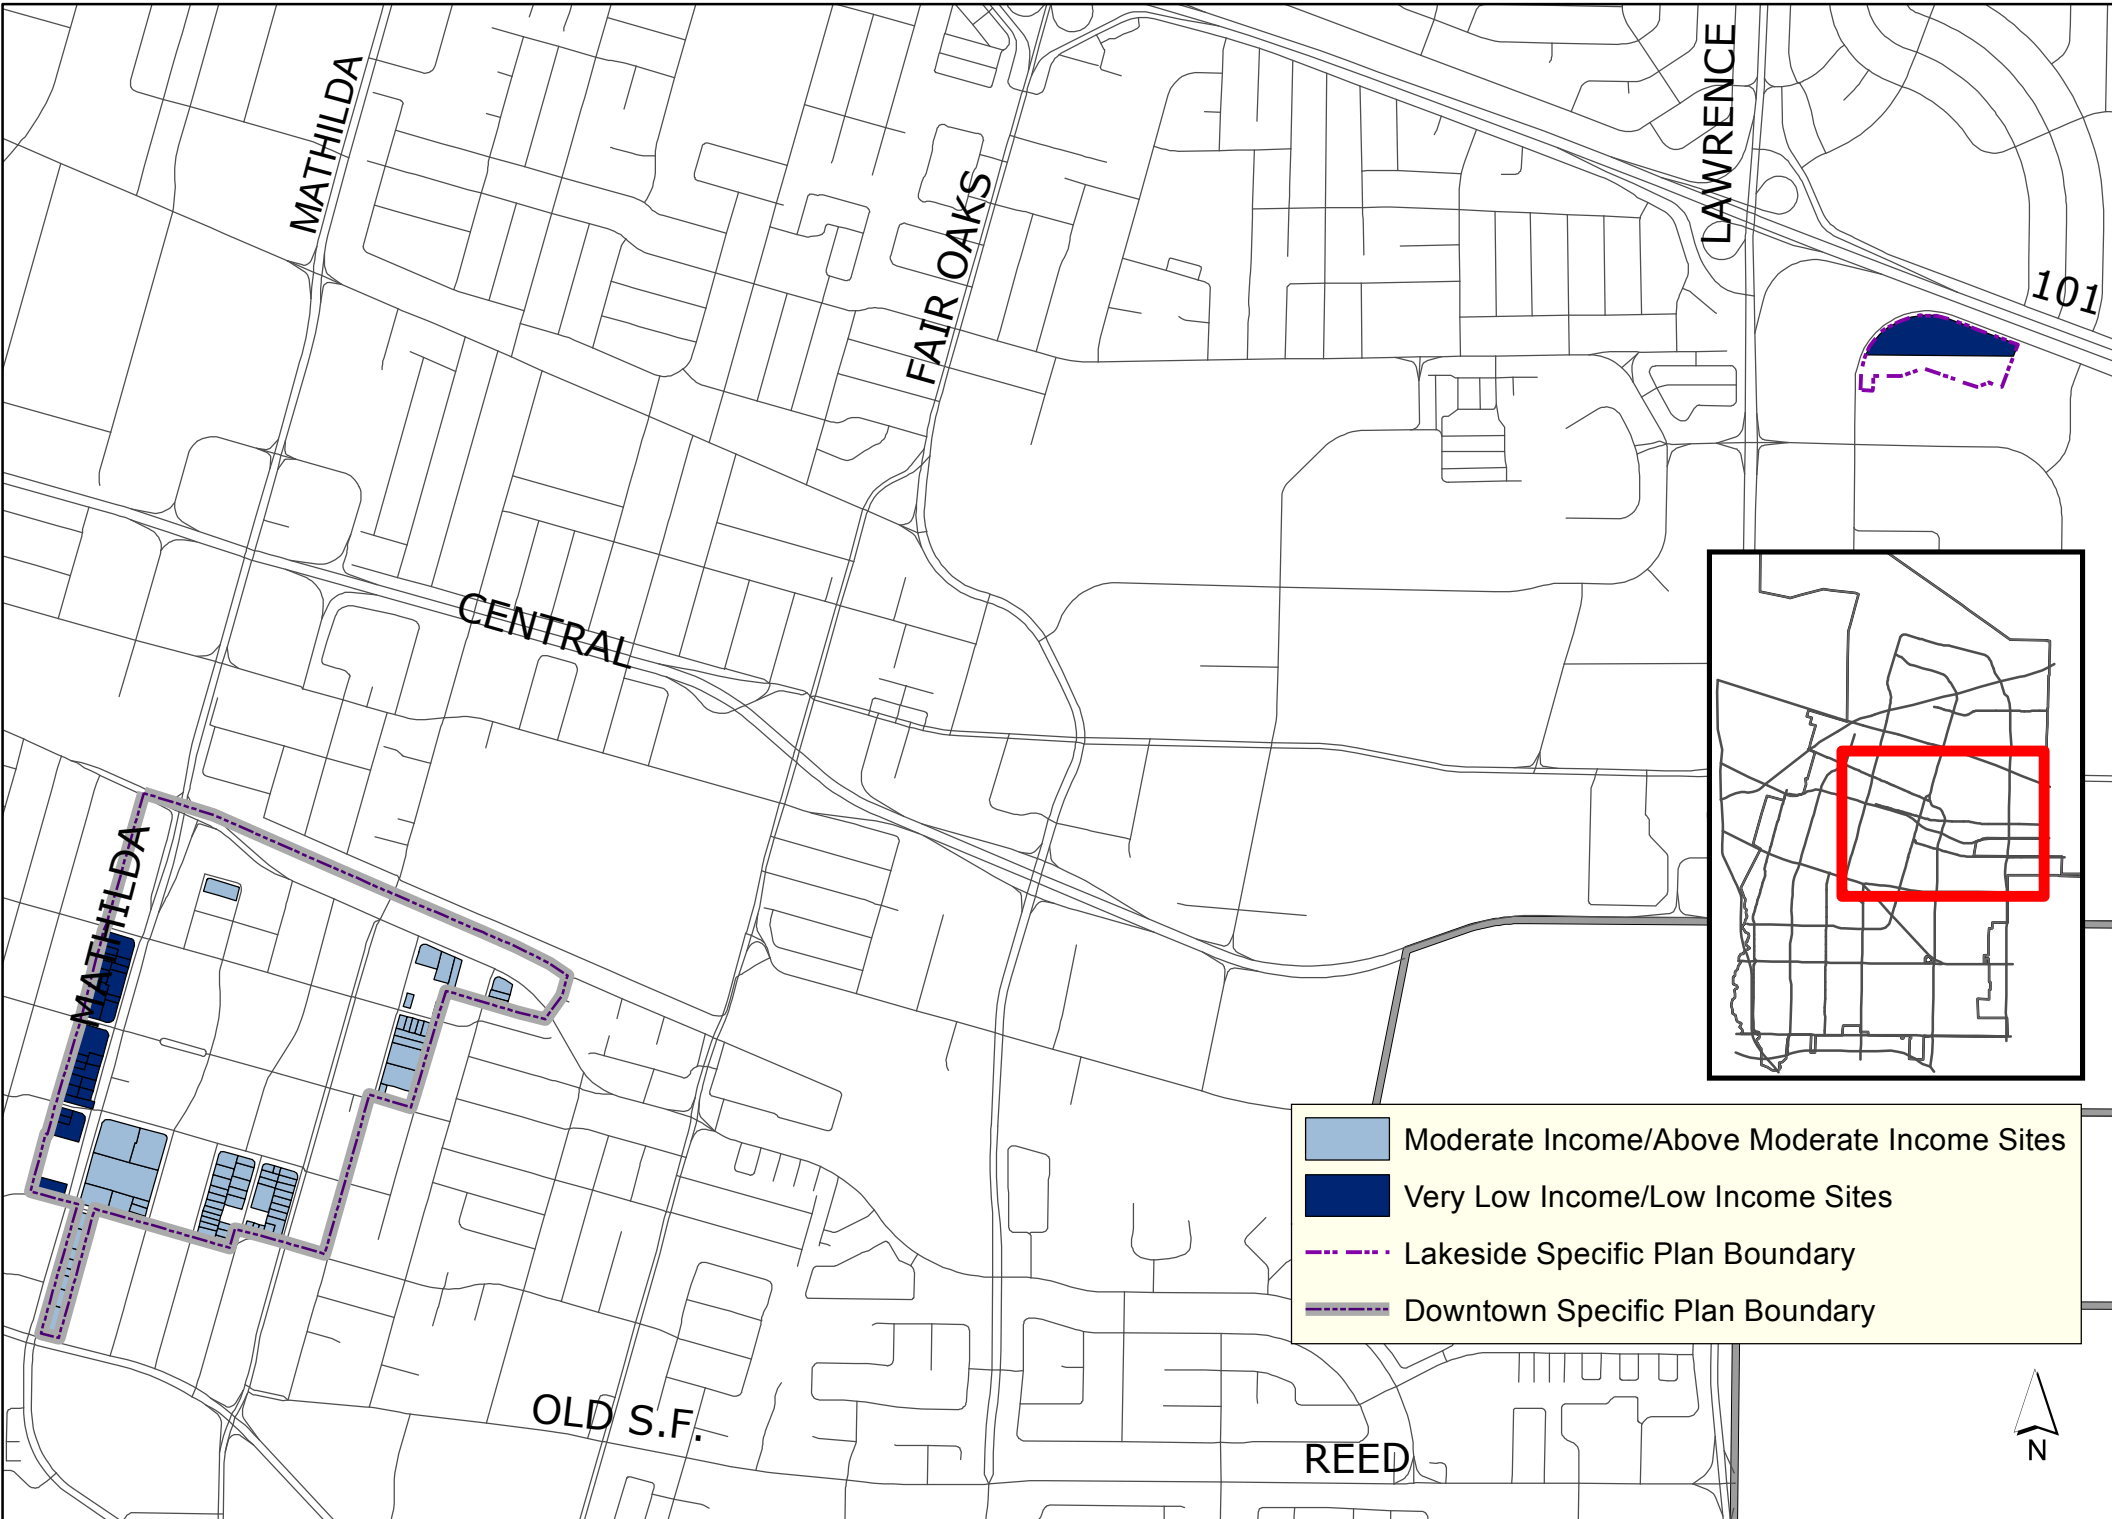 MATHILDA
LAWRENCE
FAIR OAKS
101
CENTRAL
MATHILDA
Moderate Income/Above Moderate Income Sites
Very Low Income/Low Income Sites
Lakeside Specific Plan Boundary
Downtown Specific Plan Boundary
OLD S.F.
REED
N